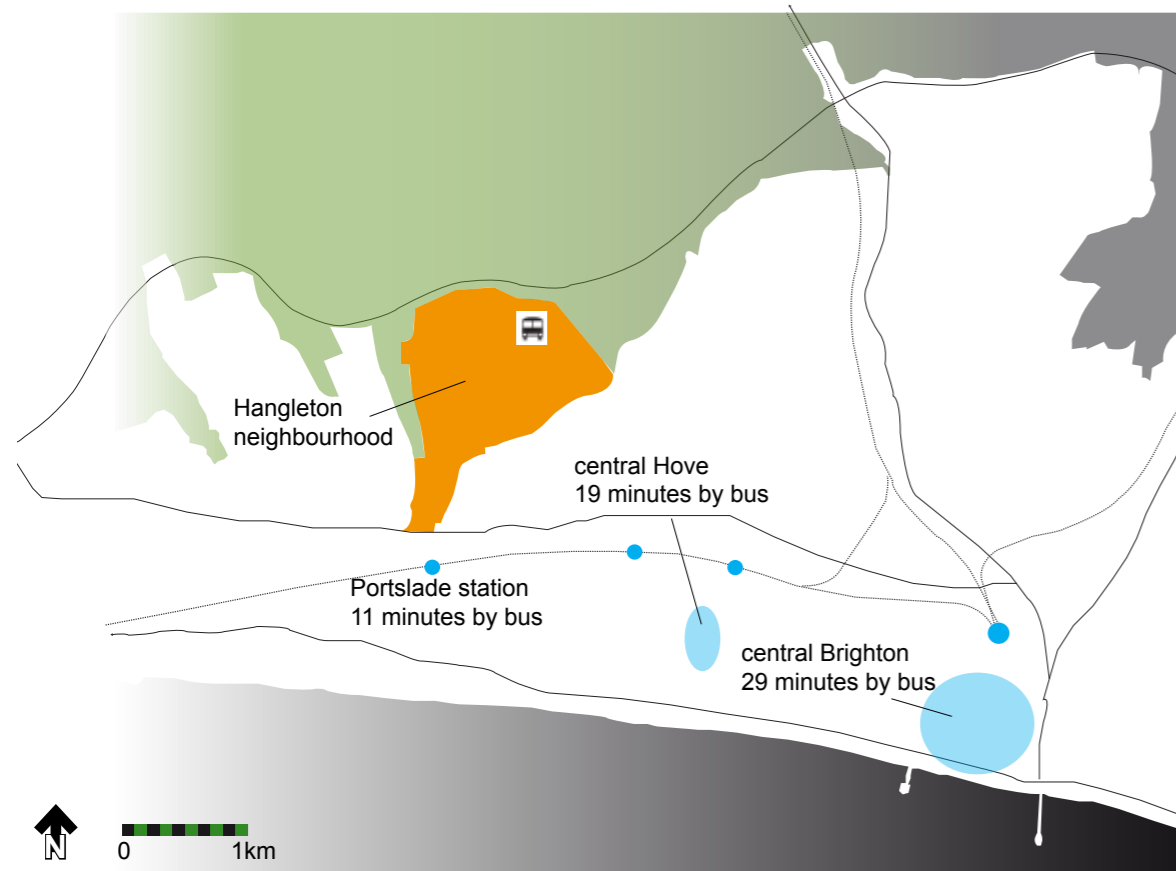 Hangleton
neighbourhood
central Hove
19 minutes by bus
Portslade station
11 minutes by bus
central Brighton
29 minutes by bus
N
0 1km